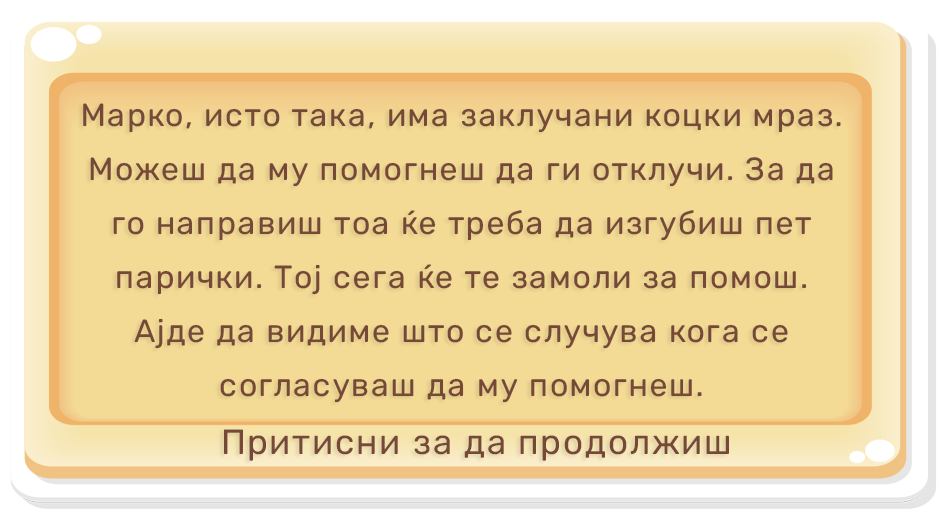 Марко, исто така, има заклучани коцки мраз.
Можеш да му помогнеш да ги отклучи. За да
го направиш тоа ќе треба да изгубиш пет
парички. Тој сега ќе те замоли за помош.
Ајде да видиме што се случува кога се
согласуваш да му помогнеш.
Притисни за да продолжиш